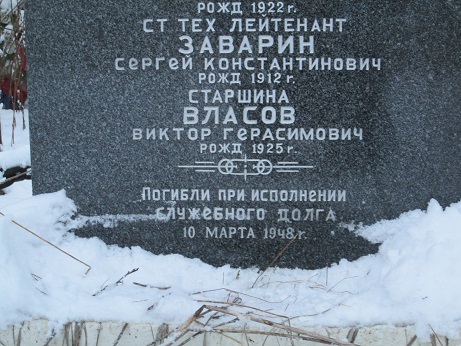 РОЖД 1922 г.
СТ ТЕХ ЛЕЙТЕНАНТ
ЗАВАРИН
СЕРГЕЙ КОНСТАНТИНОВИЧ
РОЖД 1912 г.
СТАРШИНА
ВЛАСОВ
ВИКТОР ГЕРАСИМОВИЧ
РОЖД 1925 г.
ПОГИБЛИ ПРИ ИСПОЛНЕНИИ
СЛУЖЕБНОГО ДОЛГА
10 МАРТА 1948 г.